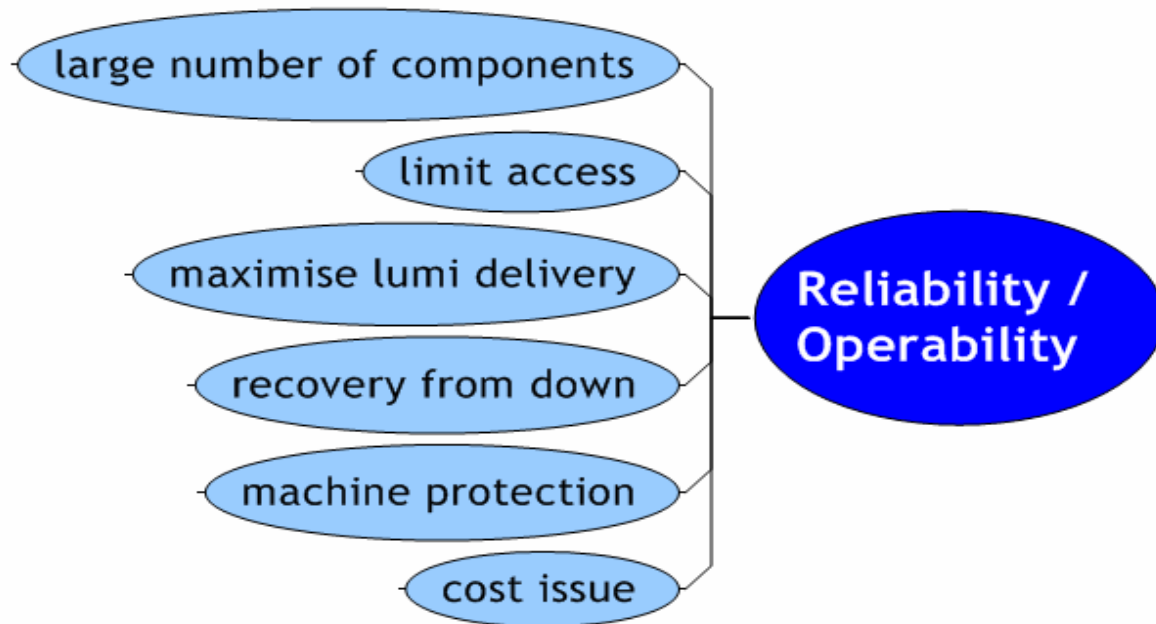 large number of components
limit access
maximise lumi delivery
recovery from down
machine protection
cost issue
Reliability /
Operability